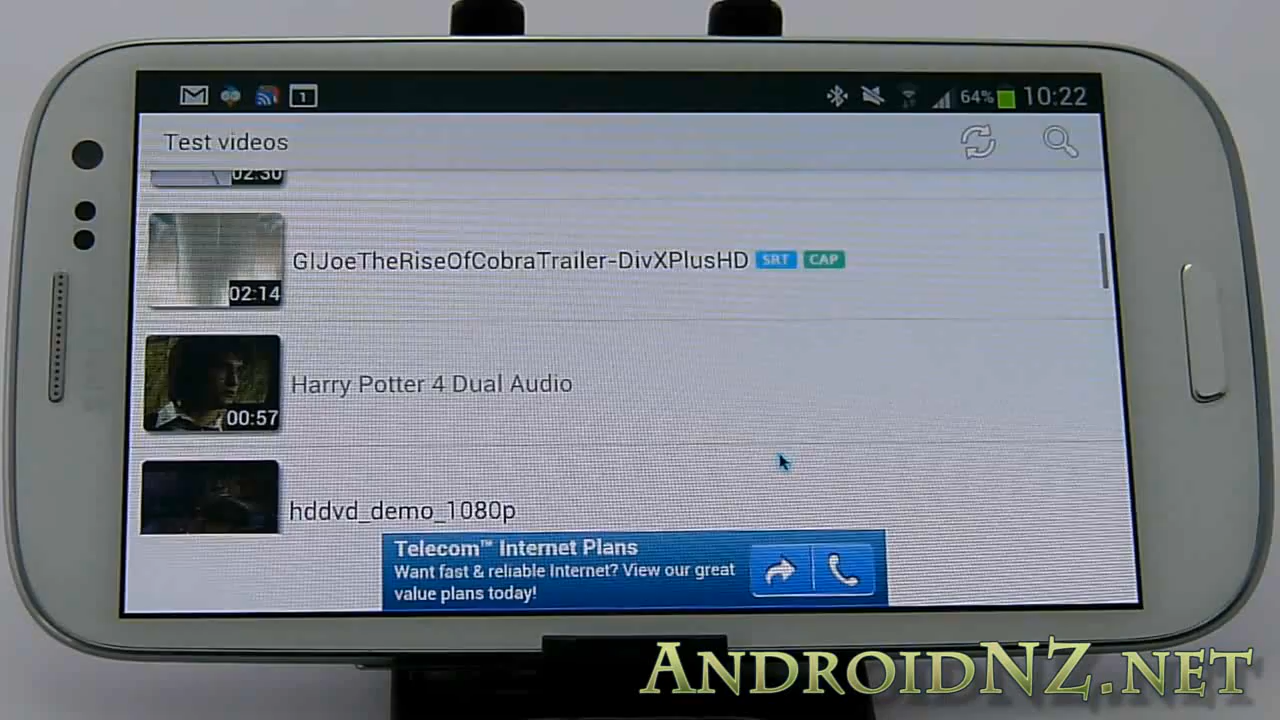 1
64%
10:22
Test videos
02:30
GIJoeTheRiseOfCobraTrailer-DivXPlusHD SRT CAP
02:14
Harry Potter 4 Dual Audio
00:57
hddvd_demo_1080p
Telecom™ Internet Plans
Want fast & reliable Internet? View our great
value plans today!
AndroidNZ.net